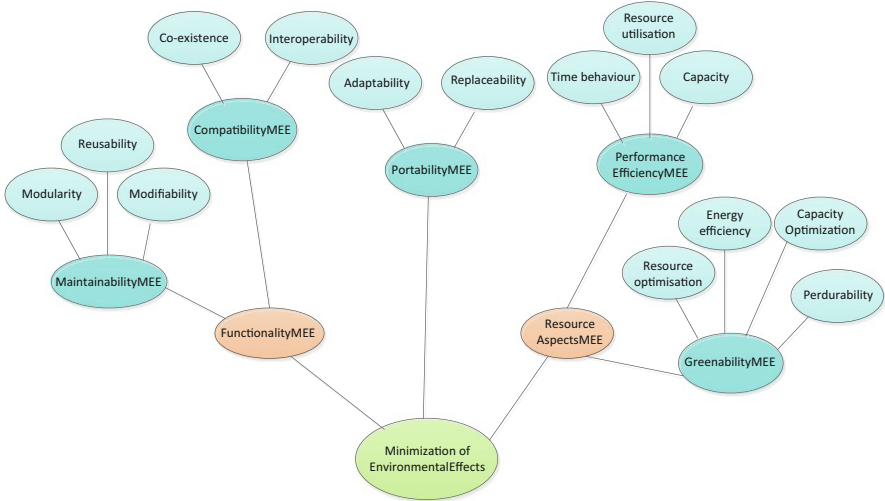 Resource
utilisation
Co-existence
Interoperability
Adaptability
Replaceability
Time behaviour
Capacity
CompatibilityMEE
Reusability
PortabilityMEE
Performance
EfficiencyMEE
Modularity
Modifiability
Energy
efficiency
Capacity
Optimization
Resource
optimisation
MaintainabilityMEE
Perdurability
FunctionalityMEE
Resource
AspectsMEE
GreenabilityMEE
Minimization of
EnvironmentalEffects